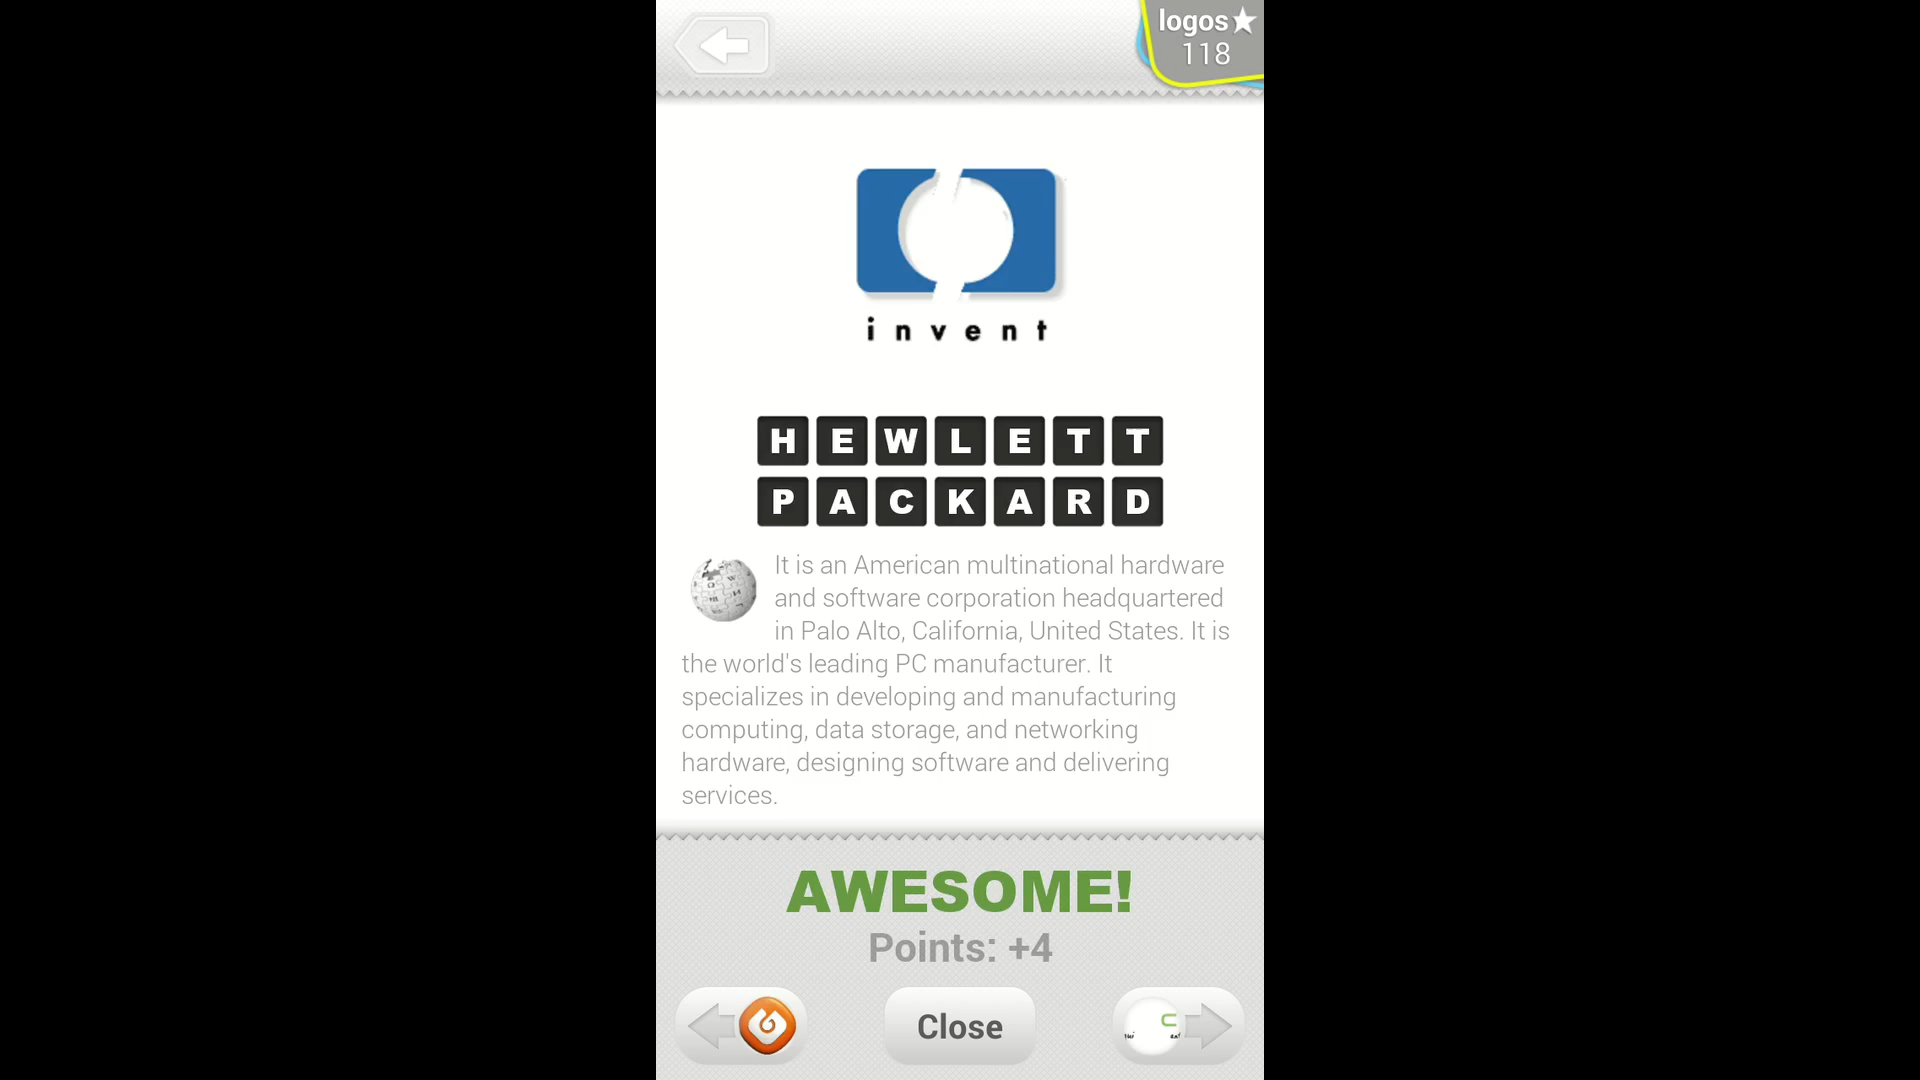 logos
118
invent
HEWLETT
PACKARD
It is an American multinational hardware
and software corporation headquartered
in Palo Alto, California, United States. It is
the world's leading PC manufacturer. It
specializes in developing and manufacturing
computing, data storage, and networking
hardware, designing software and delivering
services.
AWESOME!
Points: +4
Close